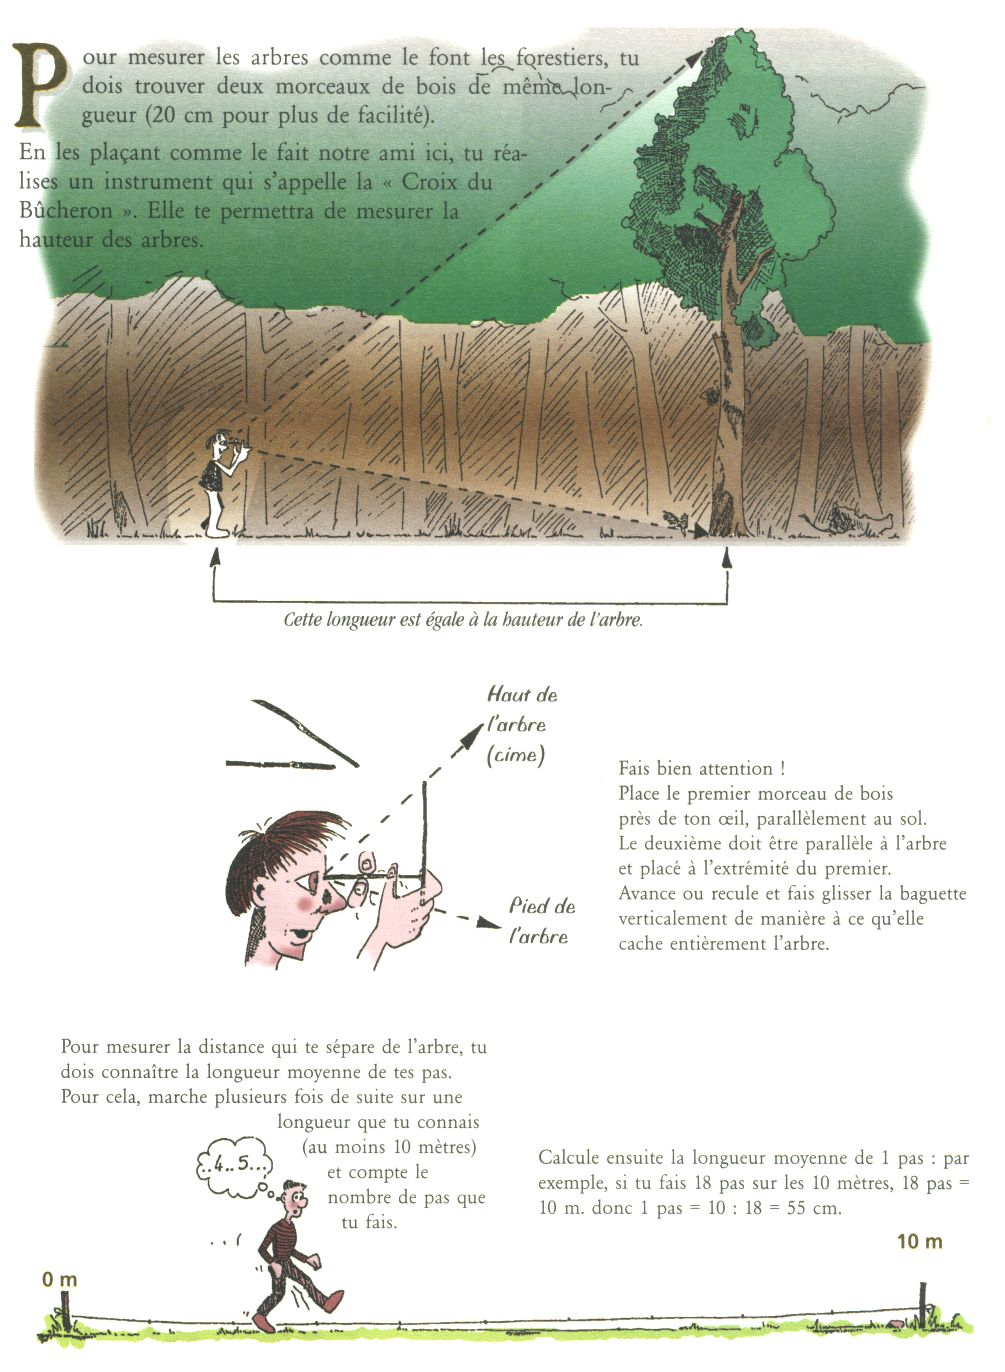 Pour mesurer les arbres comme le font les forestiers, tu
dois trouver deux morceaux de bois de même lon-
gueur (20 cm pour plus de facilité).
En les plaçant comme le fait notre ami ici, tu réa-
lises un instrument qui s'appelle la « Croix du
Bûcheron ». Elle te permettra de mesurer la
hauteur des arbres.
Cette longueur est égale à la hauteur de l'arbre.
Haut de
l'arbre
(cime)
Pied de
l'arbre
Fais bien attention !
Place le premier morceau de bois
près de ton œil, parallèlement au sol.
Le deuxième doit être parallèle à l'arbre
et placé à l'extrémité du premier.
Avance ou recule et fais glisser la baguette
verticalement de manière à ce qu'elle
cache entièrement l'arbre.
Pour mesurer la distance qui te sépare de l'arbre, tu
dois connaître la longueur moyenne de tes pas.
Pour cela, marche plusieurs fois de suite sur une
longueur que tu connais
(au moins 10 mètres)
et compte le
nombre de pas que
tu fais.
..4..5...
Calcule ensuite la longueur moyenne de 1 pas : par
exemple, si tu fais 18 pas sur les 10 mètres, 18 pas =
10 m. donc 1 pas = 10 : 18 = 55 cm.
0 m
10 m